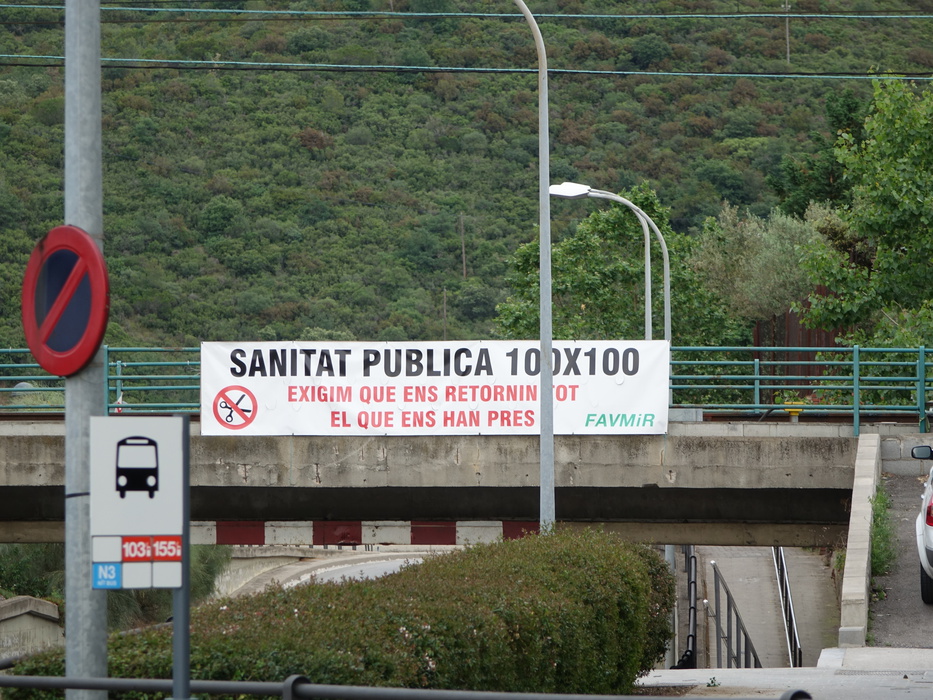 SANITAT PUBLICA 100X100
EXIGIM QUE ENS RETORNIN TOT
EL QUE ENS HAN PRES
FAVMiR
103 155
N3